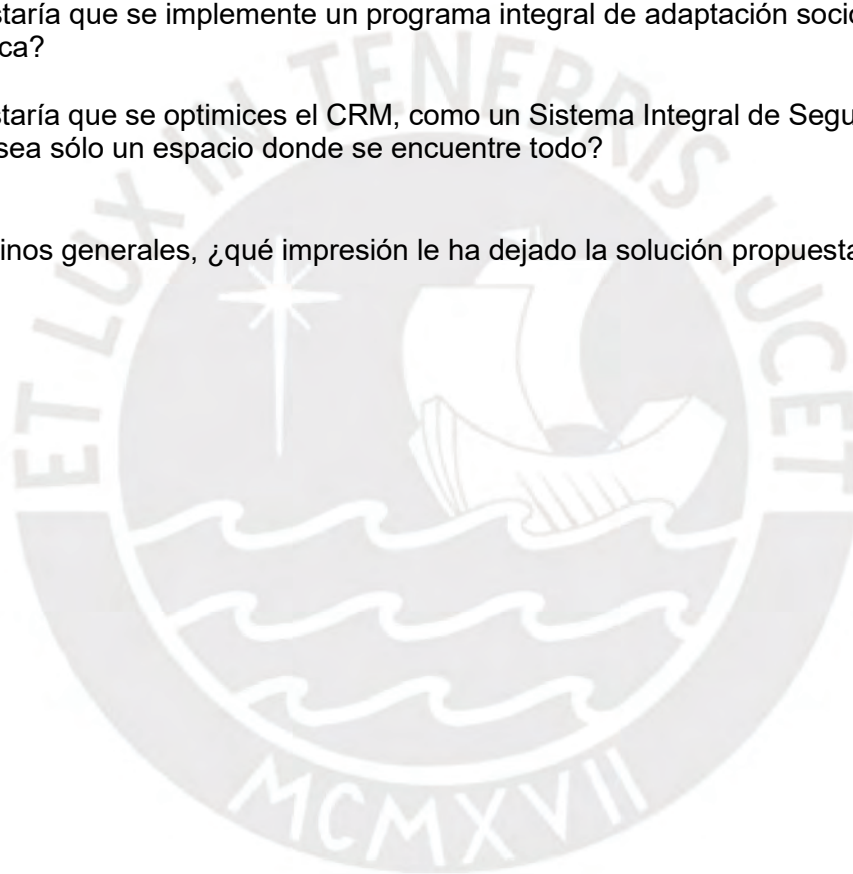 staría que se implemente un programa integral de adaptación socio
ca?
staría que se optimices el CRM, como un Sistema Integral de Segu
sea sólo un espacio donde se encuentre todo?
inos generales, ¿qué impresión le ha dejado la solución propuesta
ET LUX IN TENEBRIS LUCET
MCMXVII